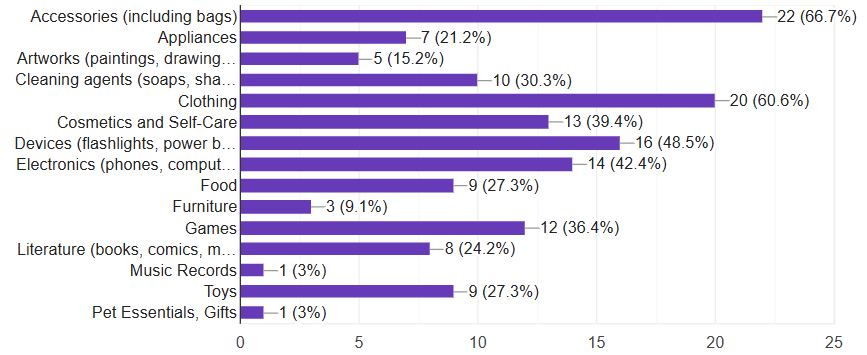 Accessories (including bags) 22 (66.7%)
Appliances 7 (21.2%)
Artworks (paintings, drawing… 5 (15.2%)
Cleaning agents (soaps, sha… 10 (30.3%)
Clothing 20 (60.6%)
Cosmetics and Self-Care 13 (39.4%)
Devices (flashlights, power b… 16 (48.5%)
Electronics (phones, comput… 14 (42.4%)
Food 9 (27.3%)
Furniture 3 (9.1%)
Games 12 (36.4%)
Literature (books, comics, m… 8 (24.2%)
Music Records 1 (3%)
Toys 9 (27.3%)
Pet Essentials, Gifts 1 (3%)
0 5 10 15 20 25